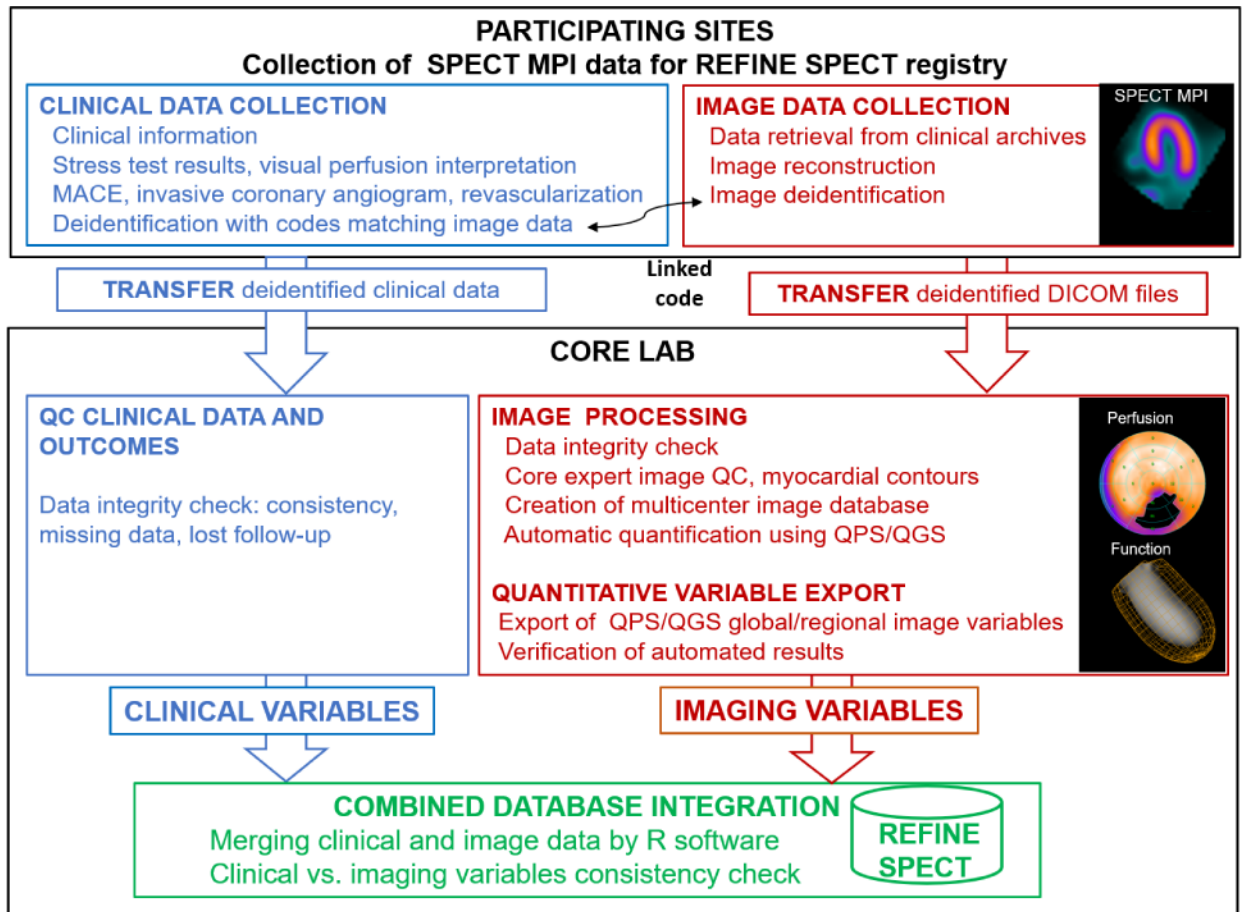 PARTICIPATING SITES
Collection of SPECT MPI data for REFINE SPECT registry
CLINICAL DATA COLLECTION
Clinical information
Stress test results, visual perfusion interpretation
MACE, invasive coronary angiogram, revascularization
Deidentification with codes matching image data
IMAGE DATA COLLECTION
Data retrieval from clinical archives
Image reconstruction
Image deidentification
SPECT MPI
TRANSFER deidentified clinical data
Linked
code
TRANSFER deidentified DICOM files
CORE LAB
QC CLINICAL DATA AND
OUTCOMES
Data integrity check: consistency,
missing data, lost follow-up
IMAGE PROCESSING
Data integrity check
Core expert image QC, myocardial contours
Creation of multicenter image database
Automatic quantification using QPS/QGS
QUANTITATIVE VARIABLE EXPORT
Export of QPS/QGS global/regional image variables
Verification of automated results
Perfusion
Function
CLINICAL VARIABLES
IMAGING VARIABLES
COMBINED DATABASE INTEGRATION
Merging clinical and image data by R software
Clinical vs. imaging variables consistency check
REFINE
SPECT